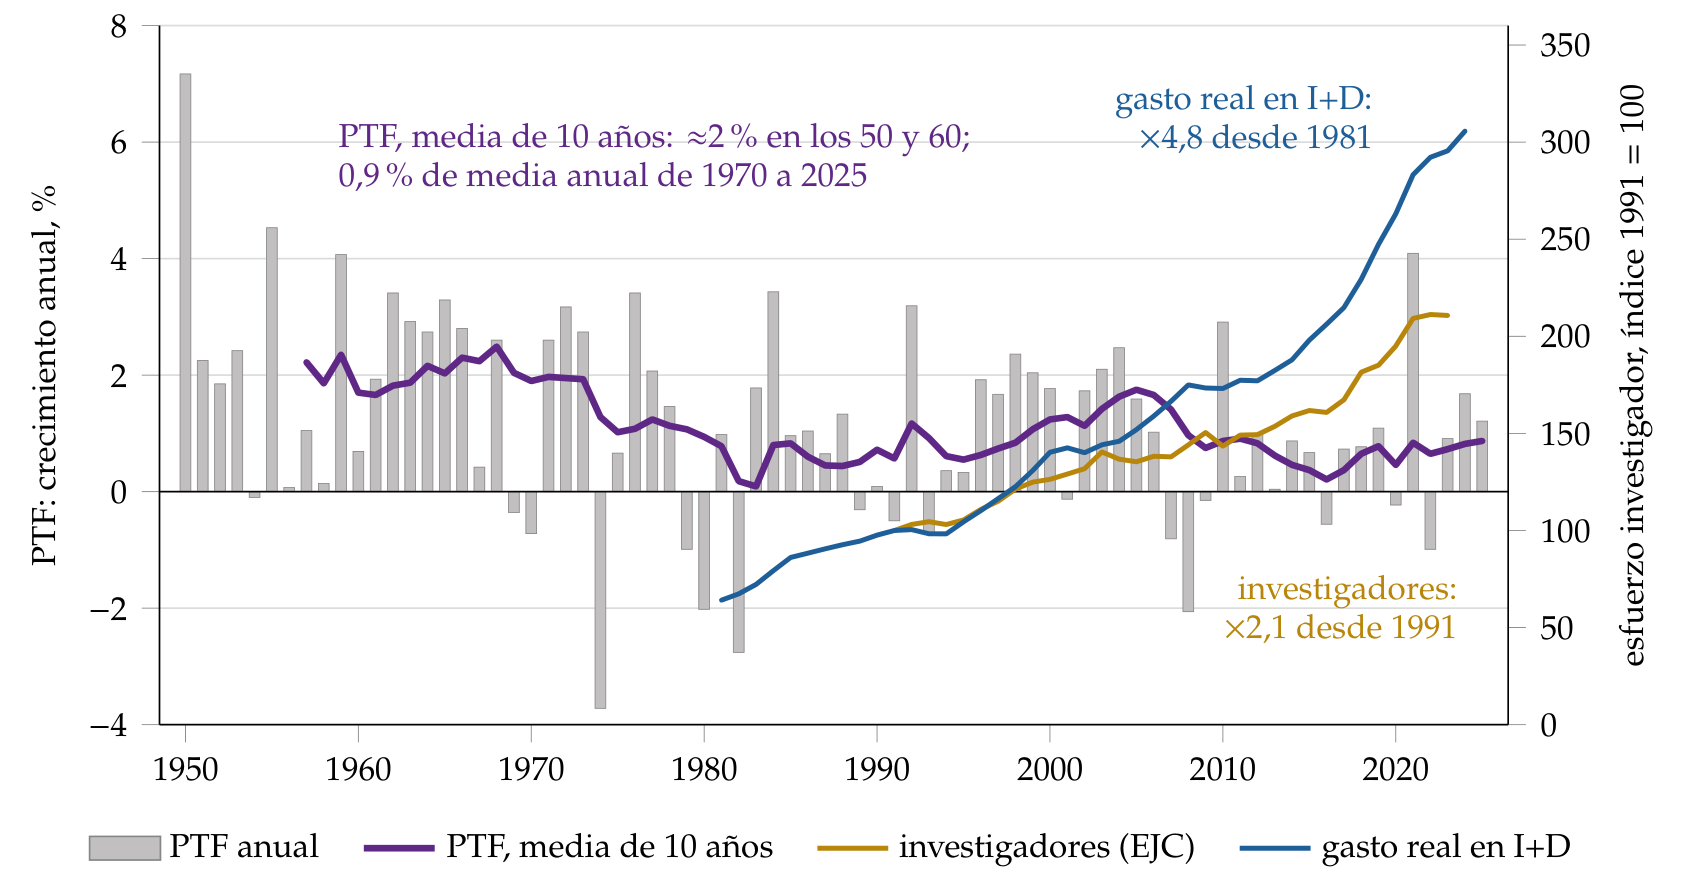 8
6
4
2
0
−2
−4
PTF: crecimiento anual, %
PTF, media de 10 años: ≈2 % en los 50 y 60;
0,9 % de media anual de 1970 a 2025
gasto real en I+D:
×4,8 desde 1981
investigadores:
×2,1 desde 1991
350
300
250
200
150
100
50
0
esfuerzo investigador, índice 1991 = 100
1950 1960 1970 1980 1990 2000 2010 2020
PTF anual PTF, media de 10 años investigadores (EJC) gasto real en I+D